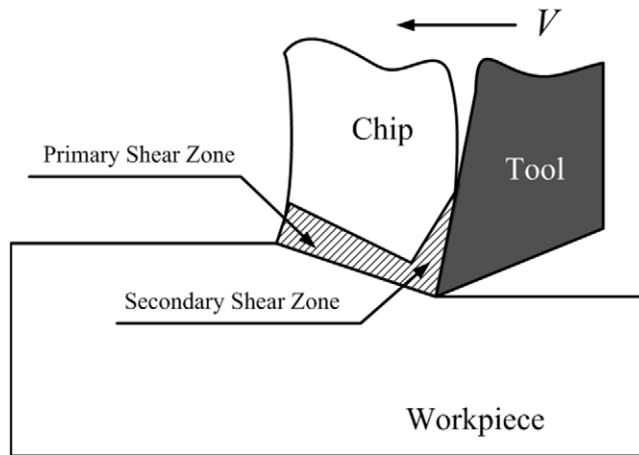 V
Chip
Primary Shear Zone
Tool
Secondary Shear Zone
Workpiece